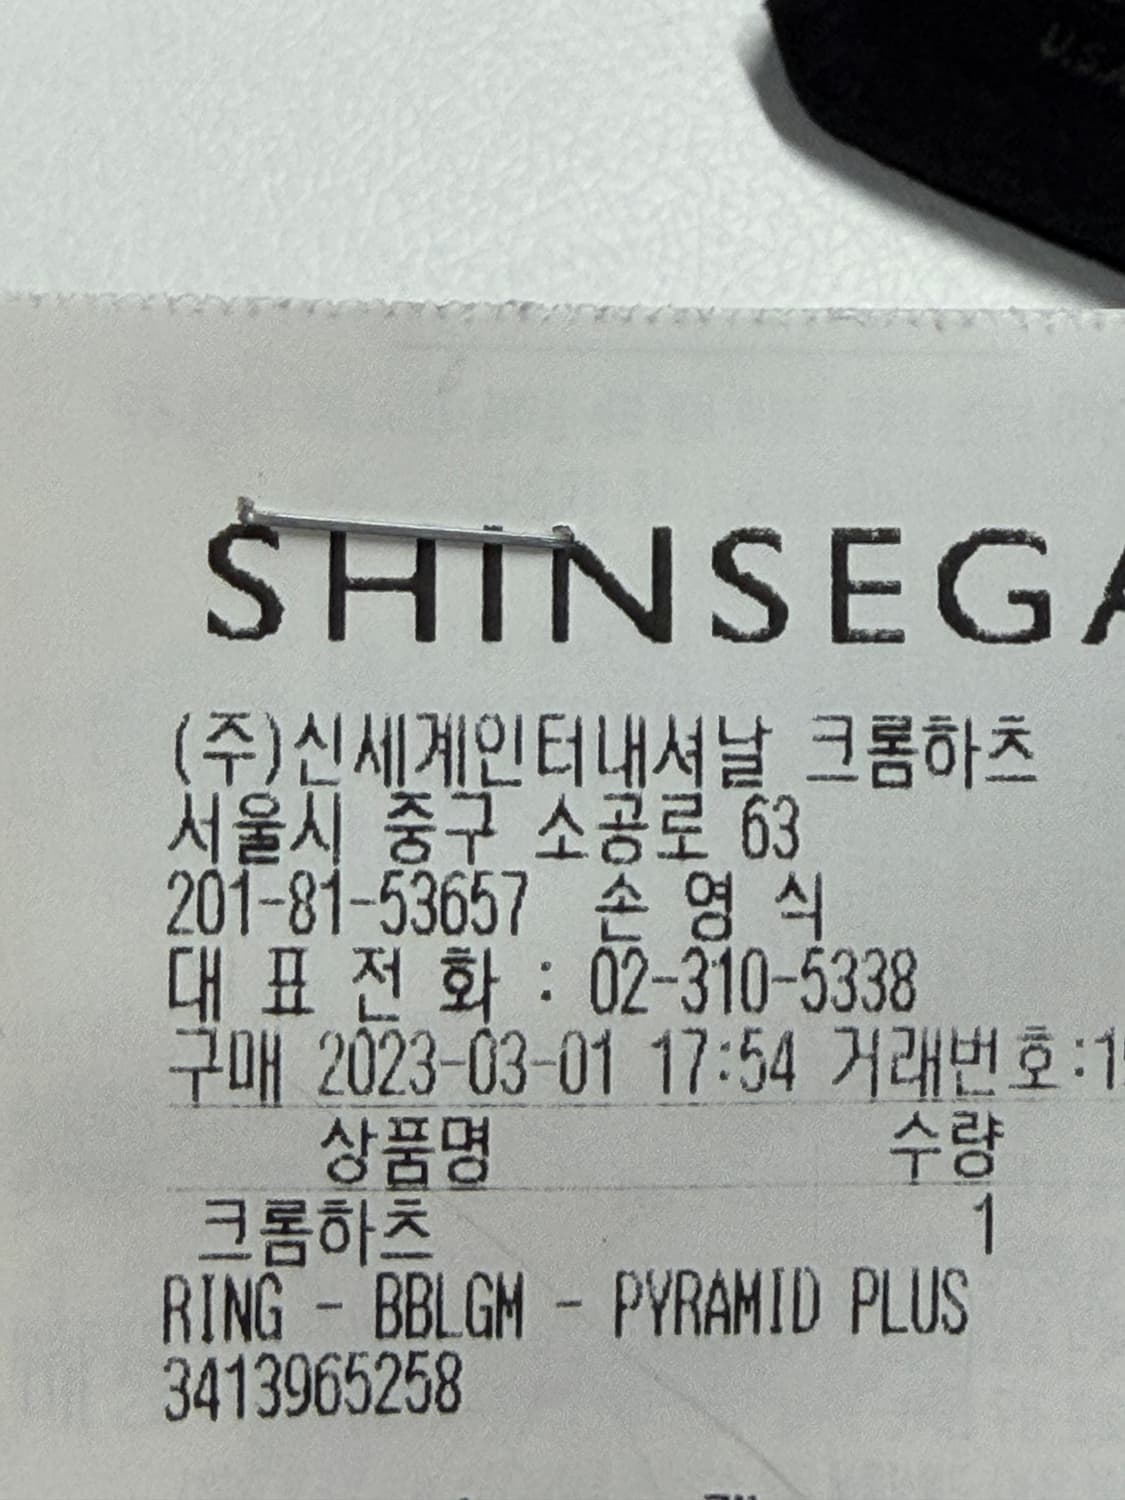 U.S.A
SHINSEGA
(주)신세계인터내셔날 크롬하츠
서울시 중구 소공로 63
201-81-53657 손 영 식
대 표 전 화 : 02-310-5338
구매 2023-03-01 17:54 거래번호:1
상품명 수량
크롬하츠 1
RING - BBLGM - PYRAMID PLUS
3413965258